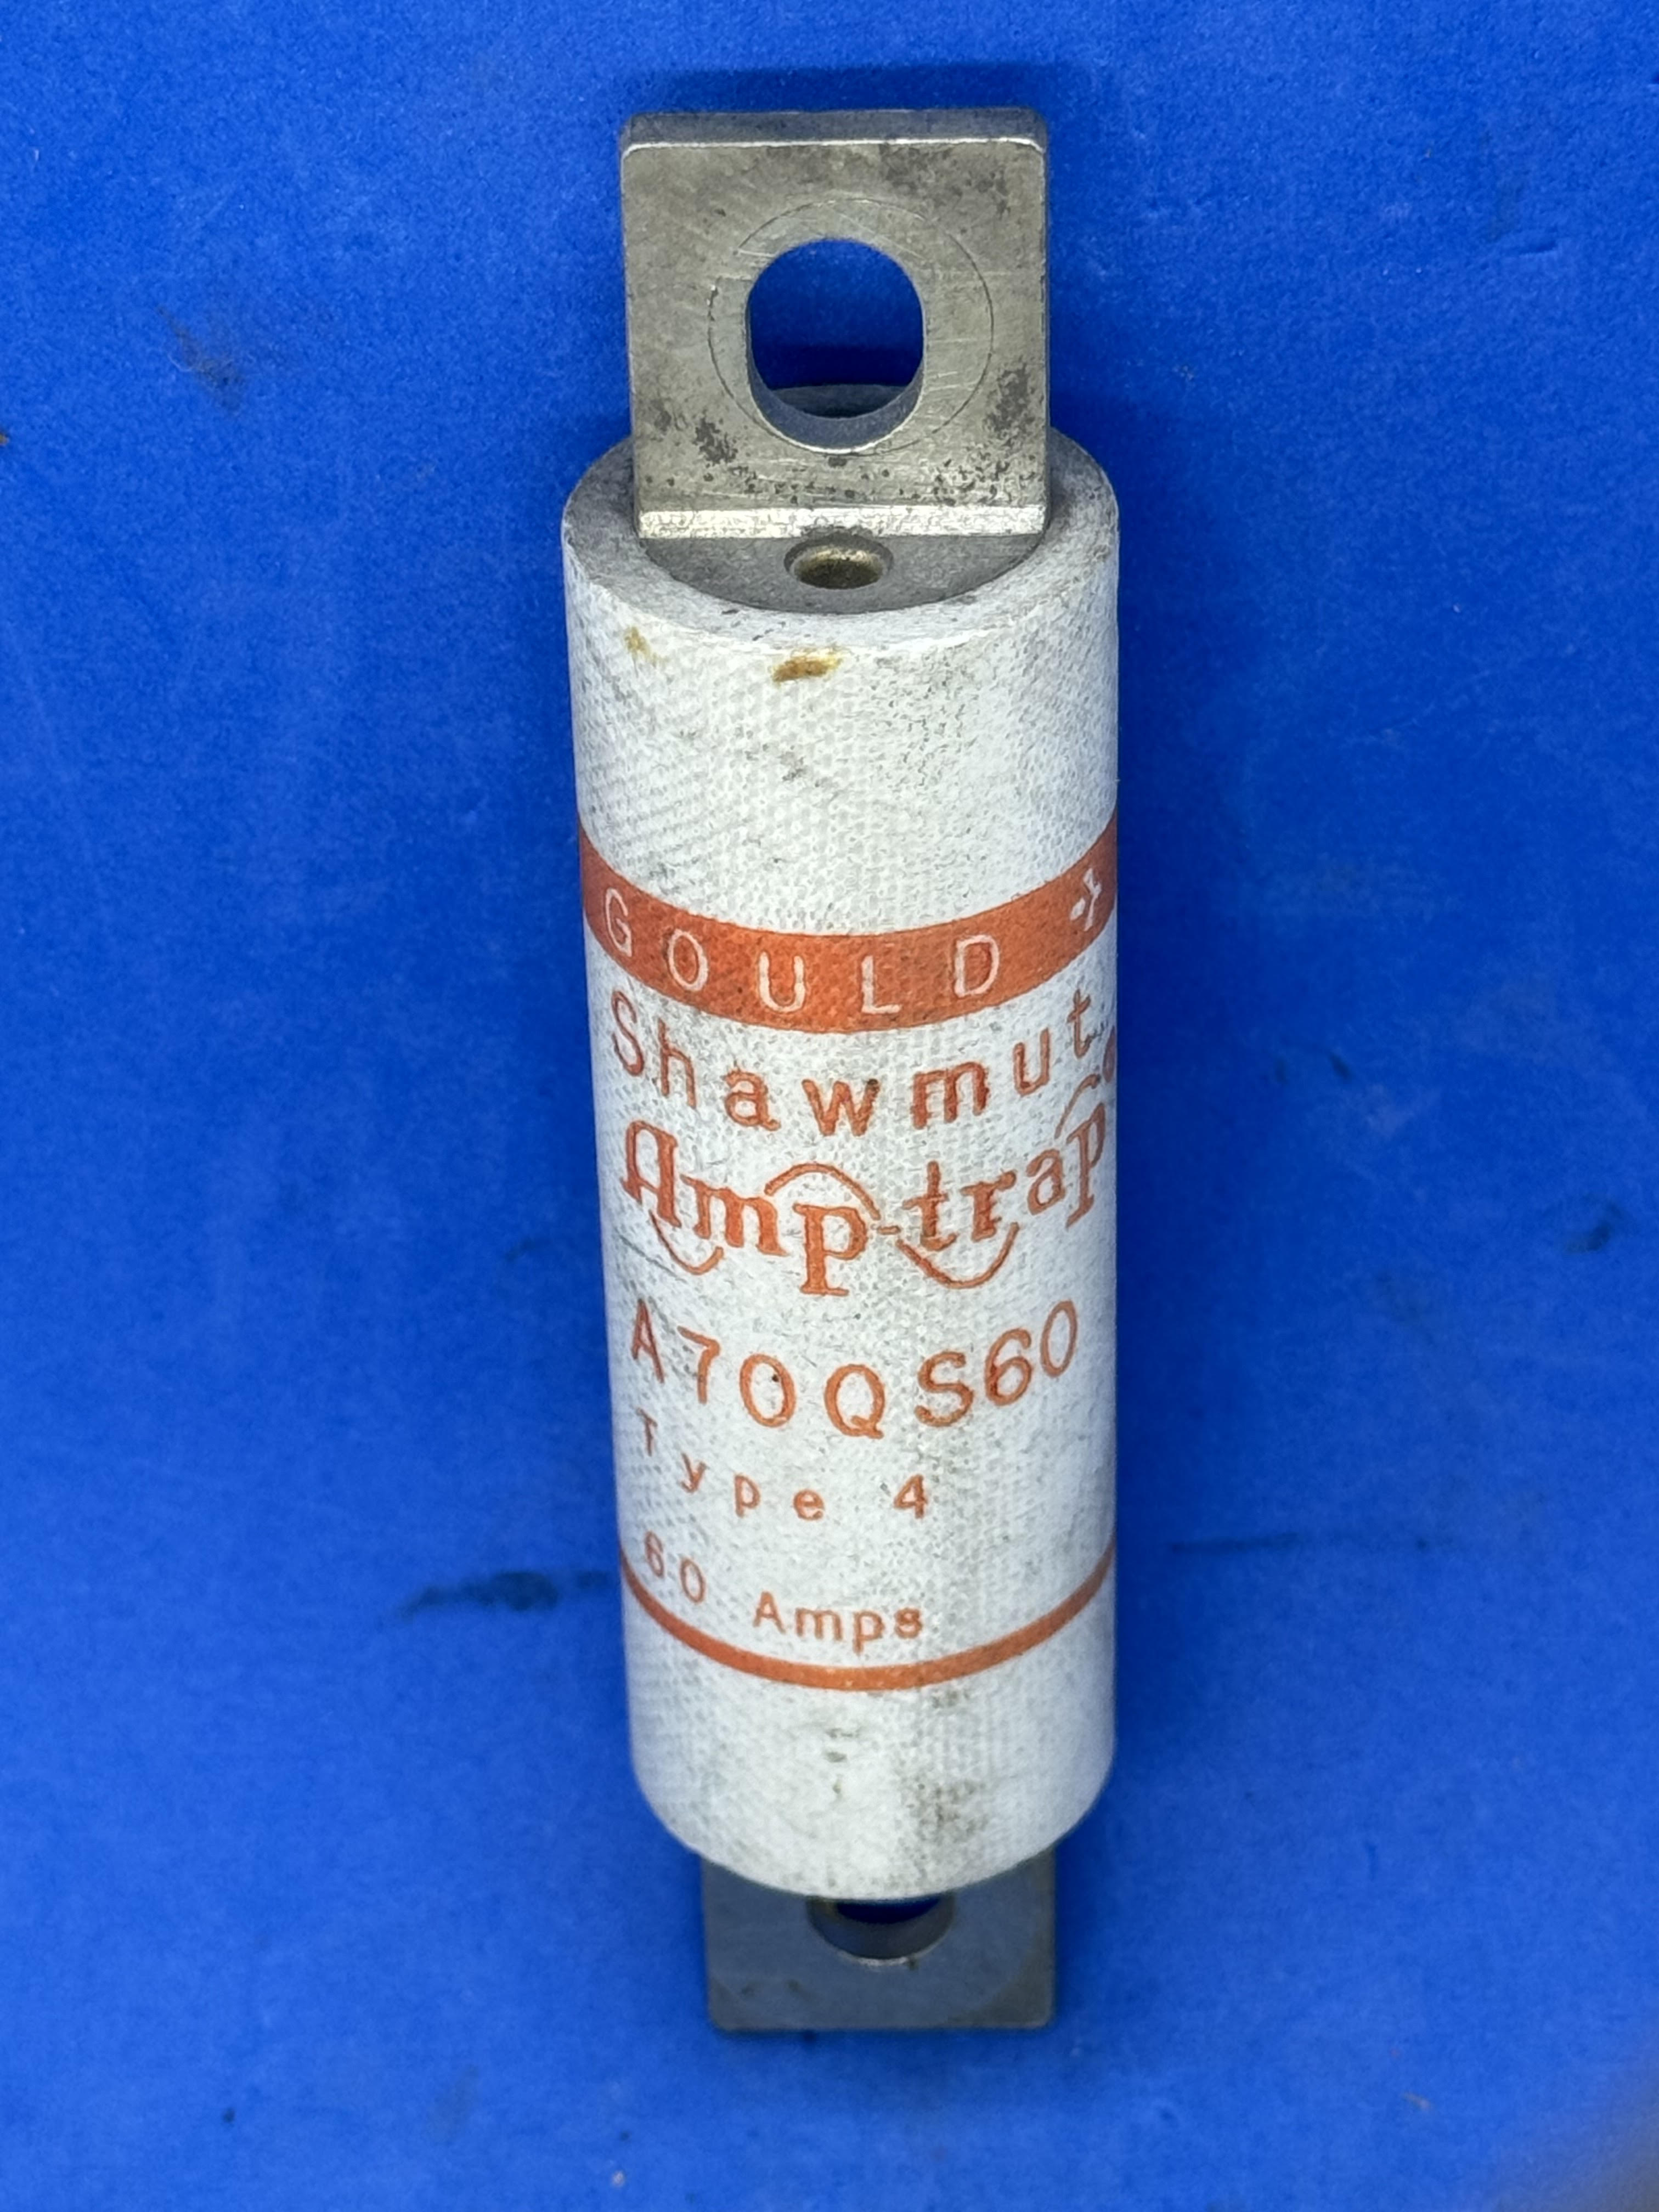 GOULD
Shawmut
Amp-trap
A70QS60
Type 4
60 Amps